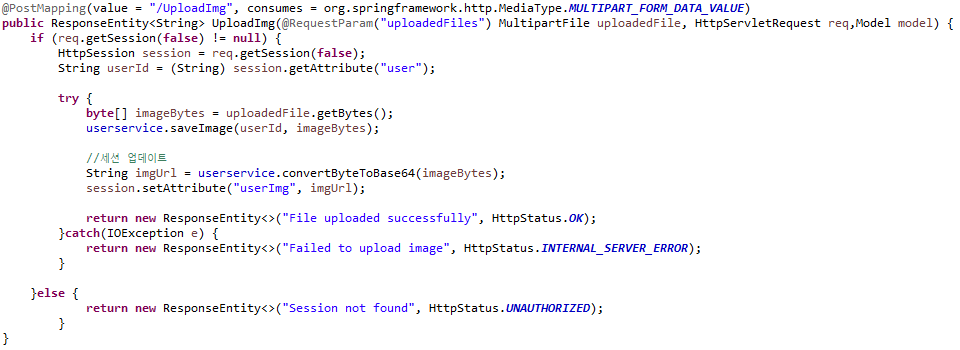 @PostMapping(value = "/UploadImg", consumes = org.springframework.http.MediaType.MULTIPART_FORM_DATA_VALUE)
public ResponseEntity<String> UploadImg(@RequestParam("uploadedFiles") MultipartFile uploadedFile, HttpServletRequest req,Model model) {
    if (req.getSession(false) != null) {
        HttpSession session = req.getSession(false);
        String userId = (String) session.getAttribute("user");

        try {
            byte[] imageBytes = uploadedFile.getBytes();
            userservice.saveImage(userId, imageBytes);

            //세션 업데이트
            String imgUrl = userservice.convertByteToBase64(imageBytes);
            session.setAttribute("userImg", imgUrl);

            return new ResponseEntity<>("File uploaded successfully", HttpStatus.OK);
        }catch(IOException e) {
            return new ResponseEntity<>("Failed to upload image", HttpStatus.INTERNAL_SERVER_ERROR);
        }

    }else {
            return new ResponseEntity<>("Session not found", HttpStatus.UNAUTHORIZED);
        }
}